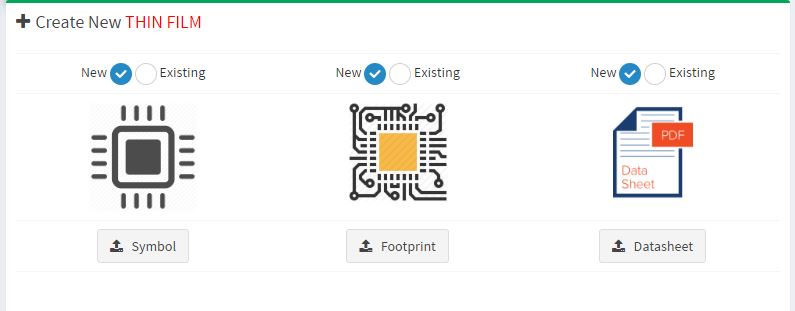 Create New THIN FILM
New Existing New Existing New Existing
PDF
Data
Sheet
Symbol Footprint Datasheet